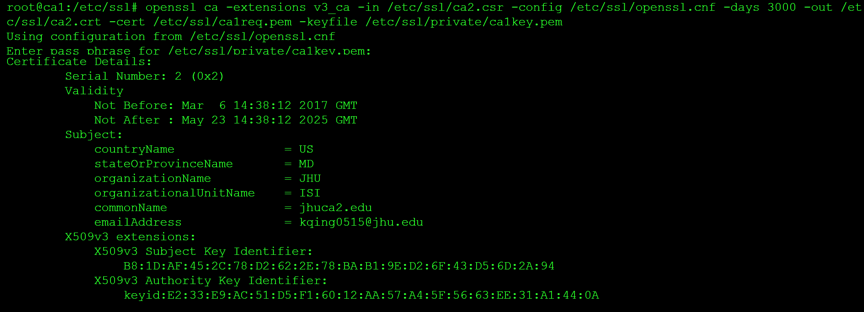 root@ca1:/etc/ssl# openssl ca -extensions v3_ca -in /etc/ssl/ca2.csr -config /etc/ssl/openssl.cnf -days 3000 -out /et
c/ssl/ca2.crt -cert /etc/ssl/ca1req.pem -keyfile /etc/ssl/private/ca1key.pem
Using configuration from /etc/ssl/openssl.cnf
Enter pass phrase for /etc/ssl/private/ca1key.pem:
Certificate Details:
Serial Number: 2 (0x2)
Validity
Not Before: Mar  6 14:38:12 2017 GMT
Not After : May 23 14:38:12 2025 GMT
Subject:
countryName = US
stateOrProvinceName = MD
organizationName = JHU
organizationalUnitName = ISI
commonName = jhuca2.edu
emailAddress = kqing0515@jhu.edu
X509v3 extensions:
X509v3 Subject Key Identifier:
B8:1D:AF:45:2C:78:D2:62:2E:78:BA:B1:9E:D2:6F:43:D5:6D:2A:94
X509v3 Authority Key Identifier:
keyid:E2:33:E9:AC:51:D5:F1:60:12:AA:57:A4:5F:56:63:EE:31:A1:44:0A